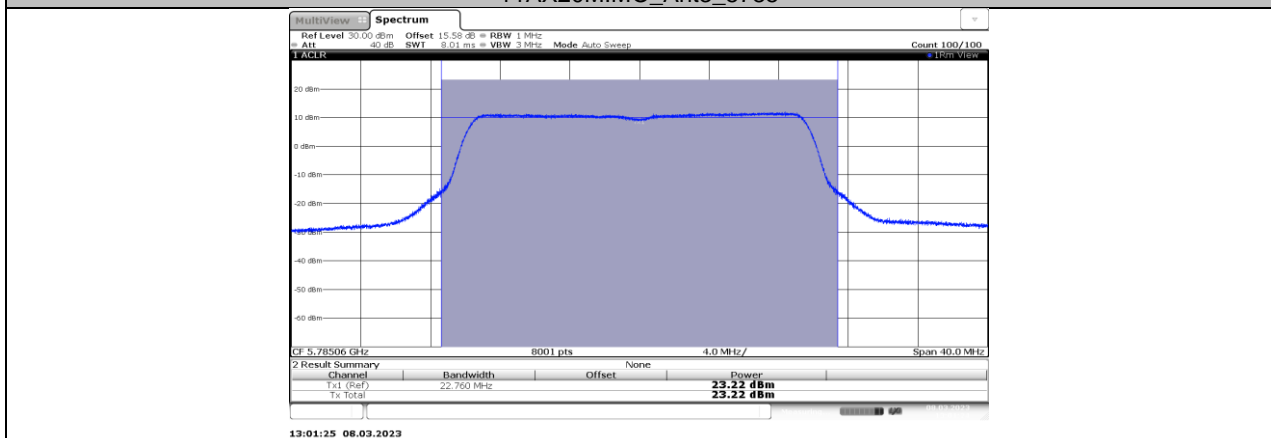 MultiView Spectrum
Ref Level 30.00 dBm Offset 15.58 dB RBW 1 MHz
Att 40 dB SWT 8.01 ms VBW 3 MHz Mode Auto Sweep Count 100/100
1 ACLR 1Rm View
20 dBm
10 dBm
0 dBm
-10 dBm
-20 dBm
-40 dBm
-50 dBm
-60 dBm
CF 5.78506 GHz 8001 pts 4.0 MHz/ Span 40.0 MHz
2 Result Summary None
Channel Bandwidth Offset Power
Tx1 (Ref) 22.760 MHz 23.22 dBm
Tx Total 23.22 dBm
13:01:25 08.03.2023